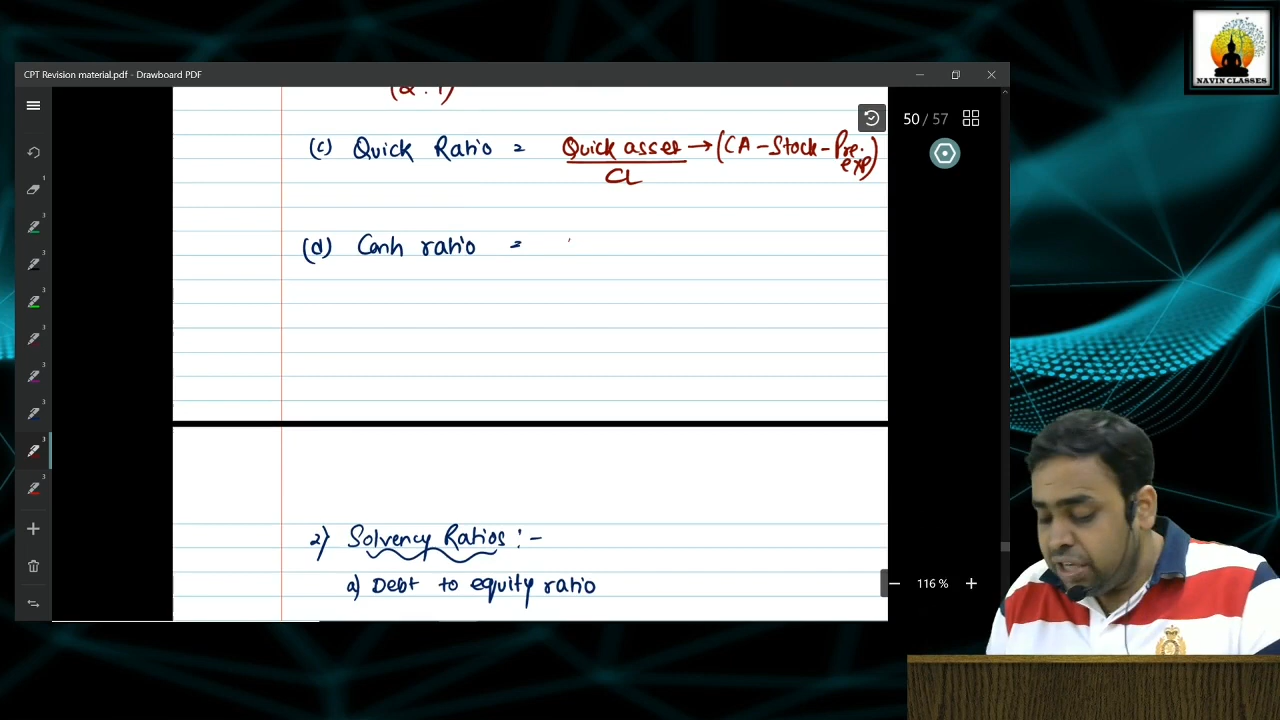 NAVIN CLASSES
CPT Revision material.pdf - Drawboard PDF
50 / 57
(c) Quick Ratio = Quick asset → (CA - Stock - Pre. exp)
CL
(d) Cash ratio =
2) Solvency Ratios :-
a) Debt to equity ratio
116 %